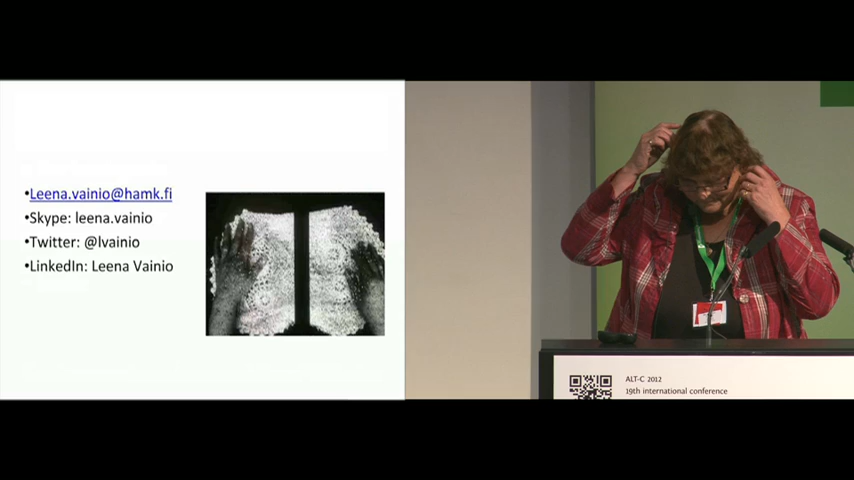 •Leena.vainio@hamk.fi
•Skype: leena.vainio
•Twitter: @lvainio
•LinkedIn: Leena Vainio
ALT-C 2012
19th international conference